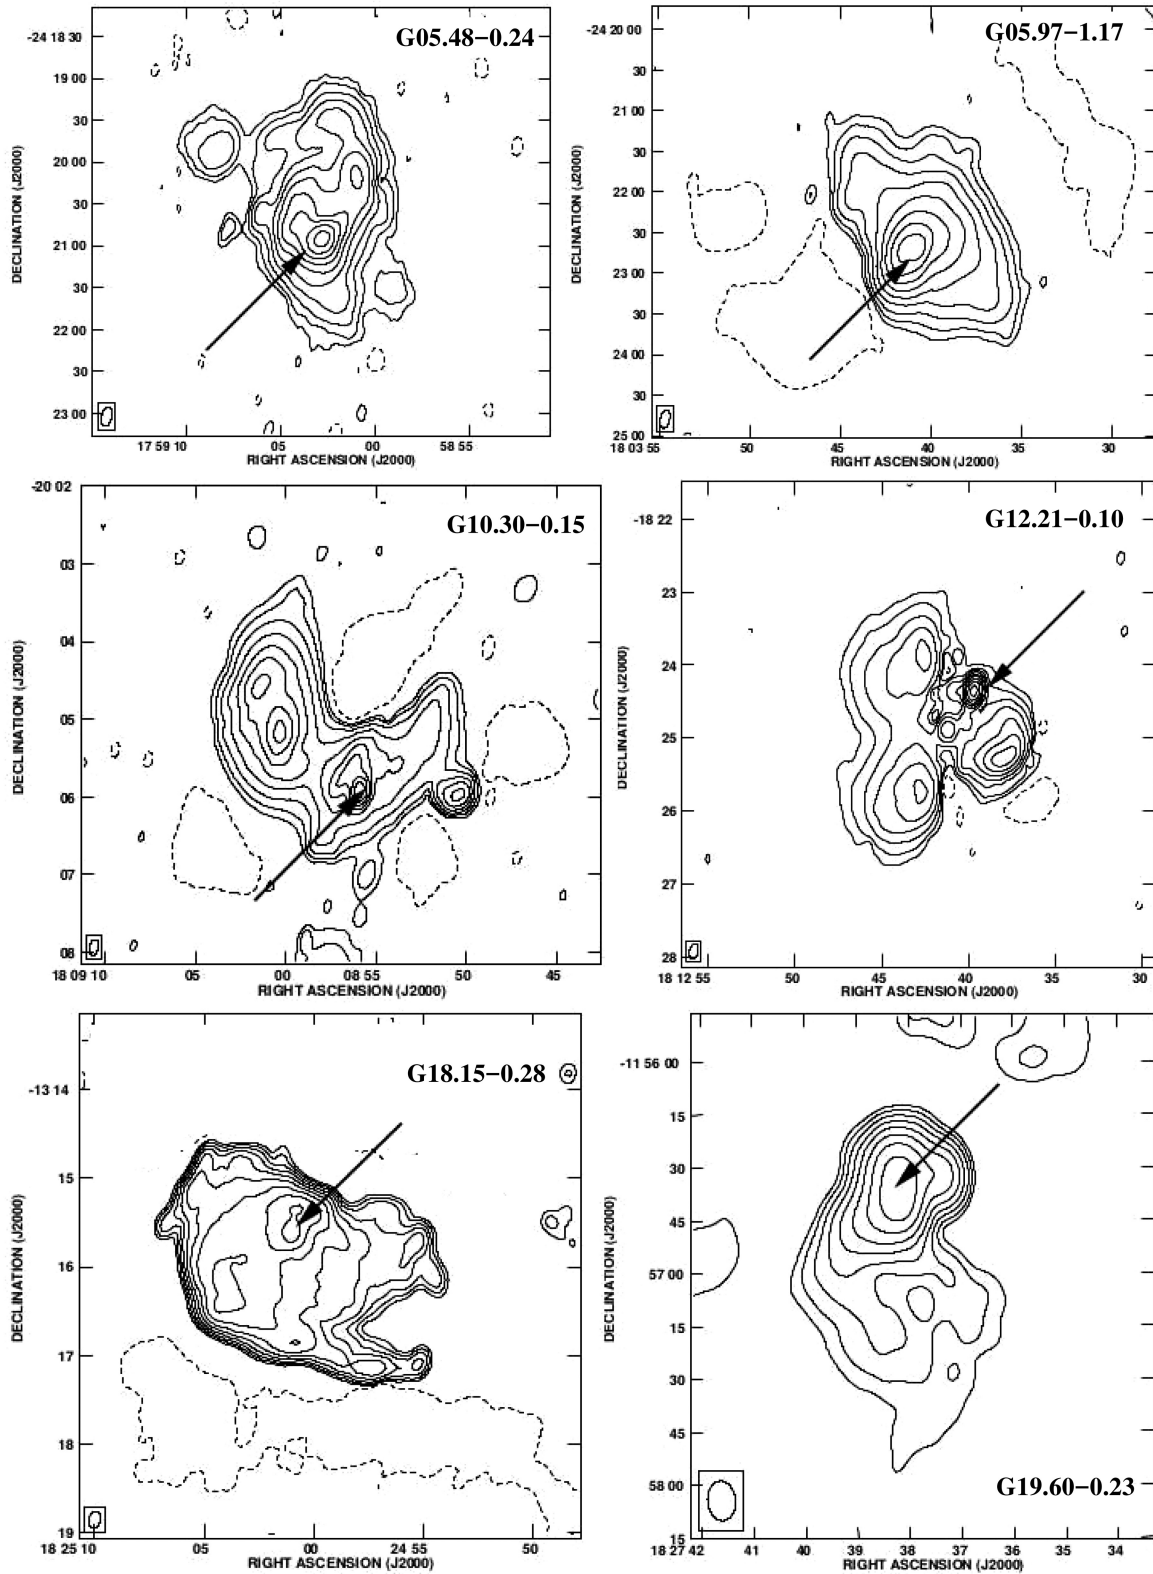 G05.48−0.24
-24 18 30
19 00
30
20 00
30
21 00
30
22 00
30
23 00
DECLINATION (J2000)
17 59 10
05
00
58 55
RIGHT ASCENSION (J2000)
G05.97−1.17
-24 20 00
30
21 00
30
22 00
30
23 00
30
24 00
30
25 00
DECLINATION (J2000)
18 03 55
50
45
40
35
30
RIGHT ASCENSION (J2000)
G10.30−0.15
-20 02
03
04
05
06
07
08
DECLINATION (J2000)
18 09 10
05
00
08 55
50
45
RIGHT ASCENSION (J2000)
G12.21−0.10
-18 22
23
24
25
26
27
28
DECLINATION (J2000)
18 12 55
50
45
40
35
30
RIGHT ASCENSION (J2000)
G18.15−0.28
-13 14
15
16
17
18
19
DECLINATION (J2000)
18 25 10
05
00
24 55
50
RIGHT ASCENSION (J2000)
G19.60−0.23
-11 56 00
15
30
45
57 00
15
30
45
58 00
15
DECLINATION (J2000)
18 27 42
41
40
39
38
37
36
35
34
RIGHT ASCENSION (J2000)